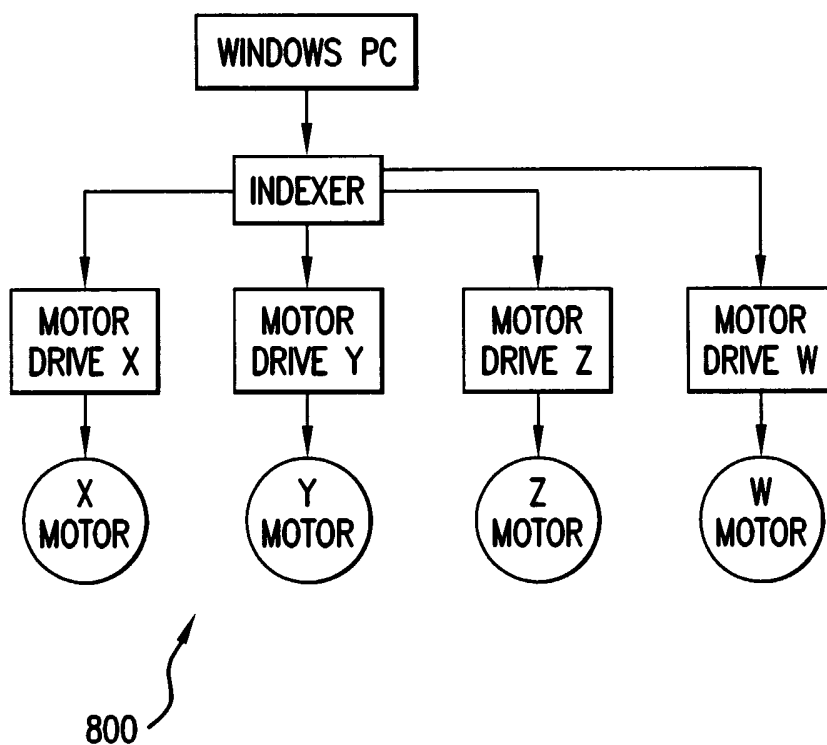 WINDOWS PC
INDEXER
MOTOR
DRIVE X
MOTOR
DRIVE Y
MOTOR
DRIVE Z
MOTOR
DRIVE W
X
MOTOR
Y
MOTOR
Z
MOTOR
W
MOTOR
800